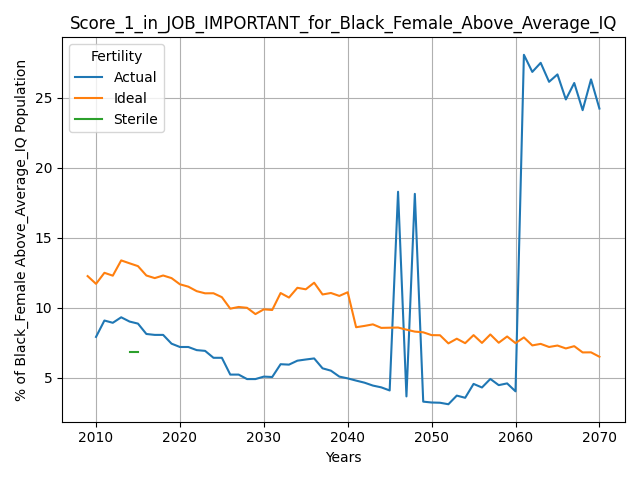 Score_1_in_JOB_IMPORTANT_for_Black_Female_Above_Average_IQ
Fertility
Actual
Ideal
Sterile
% of Black_Female Above_Average_IQ Population
25
20
15
10
5
2010 2020 2030 2040 2050 2060 2070
Years